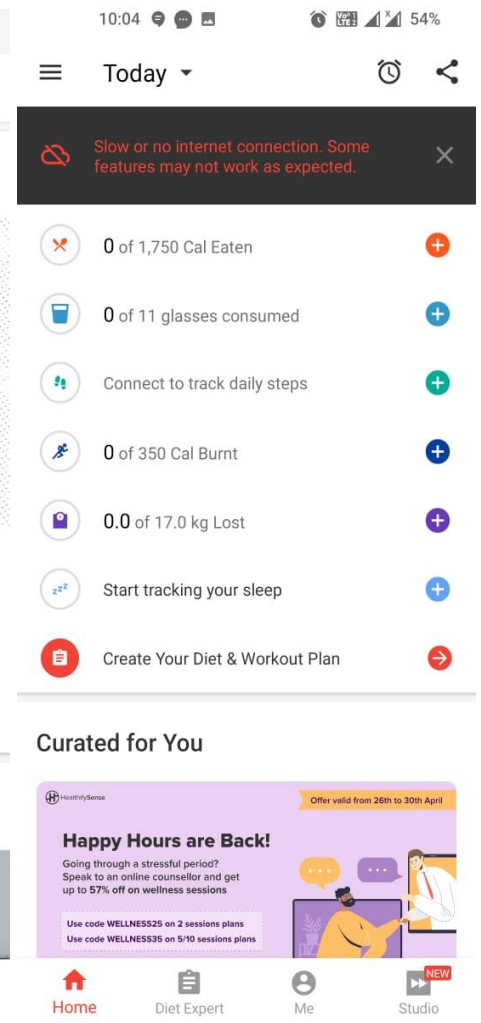 10:04
Vo 1
LTE 2
x
54%
Today
Slow or no internet connection. Some
features may not work as expected.
0 of 1,750 Cal Eaten
0 of 11 glasses consumed
Connect to track daily steps
0 of 350 Cal Burnt
0.0 of 17.0 kg Lost
zzz
Start tracking your sleep
Create Your Diet & Workout Plan
Curated for You
HealthifySense
Offer valid from 26th to 30th April
Happy Hours are Back!
Going through a stressful period?
Speak to an online counsellor and get
up to 57% off on wellness sessions
Use code WELLNESS25 on 2 sessions plans
Use code WELLNESS35 on 5/10 sessions plans
NEW
Home
Diet Expert
Me
Studio